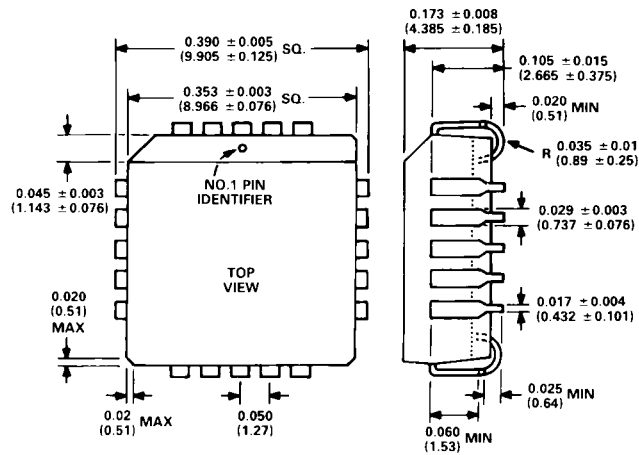 0.390 ±0.005
(9.905 ±0.125) SQ.
0.353 ±0.003
(8.966 ±0.076) SQ.
0.173 ±0.008
(4.385 ±0.185)
0.105 ±0.015
(2.665 ±0.375)
0.020
(0.51) MIN
R 0.035 ±0.01
(0.89 ±0.25)
0.045 ±0.003
(1.143 ±0.076)
NO.1 PIN
IDENTIFIER
0.029 ±0.003
(0.737 ±0.076)
TOP
VIEW
0.020
(0.51)
MAX
0.017 ±0.004
(0.432 ±0.101)
0.02
(0.51) MAX
0.050
(1.27)
0.025
(0.64) MIN
0.060
(1.53) MIN